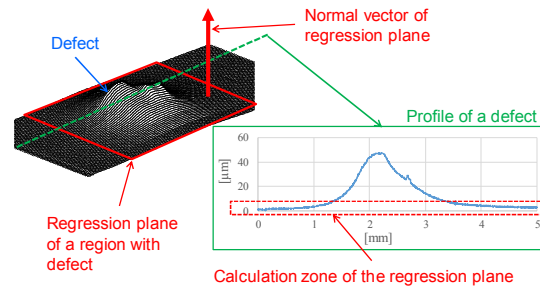 Normal vector of
regression plane
Defect
Profile of a defect
60
40
20
0
[µm]
0
1
2
3
4
5
[mm]
Regression plane
of a region with
defect
Calculation zone of the regression plane